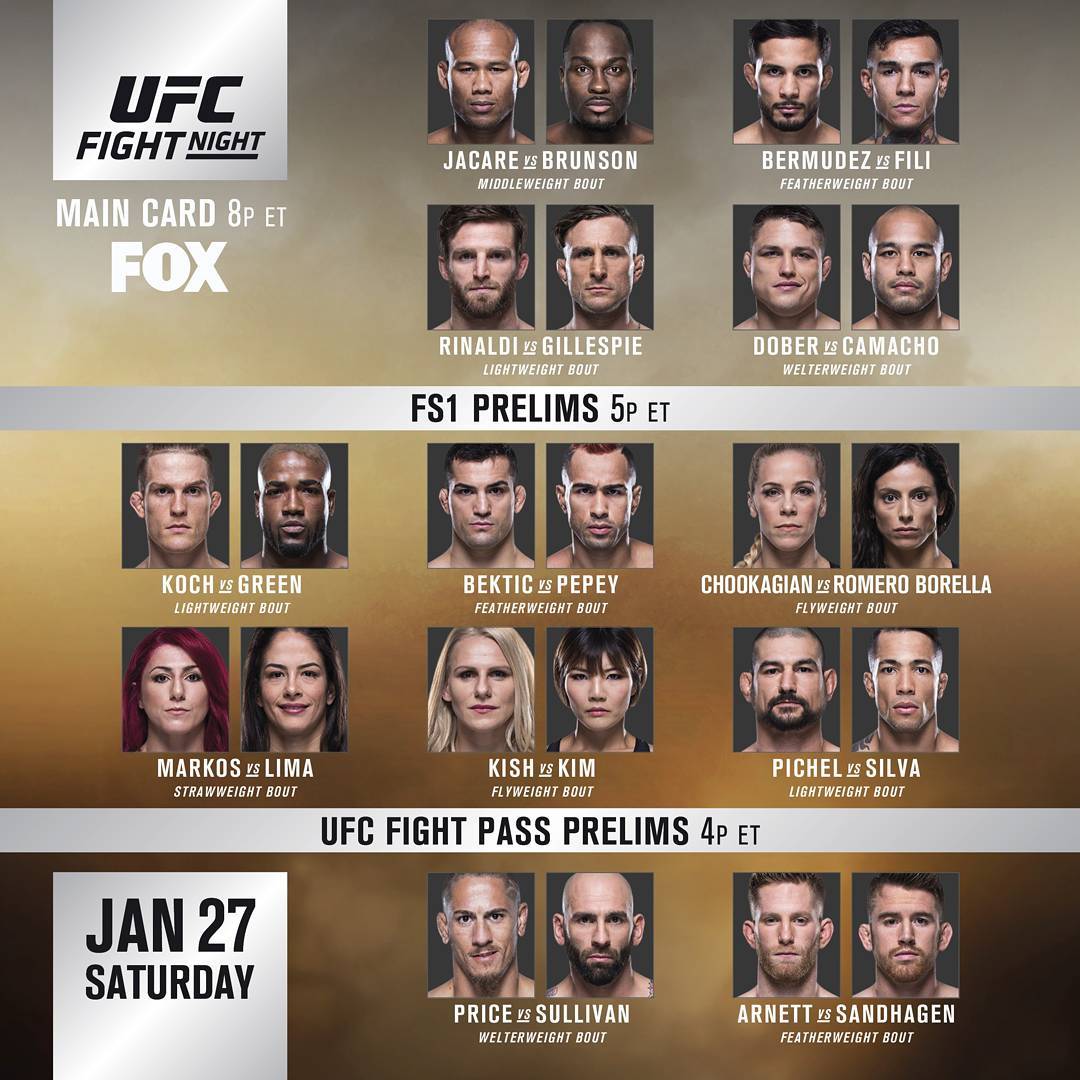 UFC
FIGHT NIGHT
MAIN CARD 8P ET
FOX
JACARE VS BRUNSON
MIDDLEWEIGHT BOUT
BERMUDEZ VS FILI
FEATHERWEIGHT BOUT
RINALDI VS GILLESPIE
LIGHTWEIGHT BOUT
DOBER VS CAMACHO
WELTERWEIGHT BOUT
FS1 PRELIMS 5P ET
KOCH VS GREEN
LIGHTWEIGHT BOUT
BEKTIC VS PEPEY
FEATHERWEIGHT BOUT
CHOOKAGIAN VS ROMERO BORELLA
FLYWEIGHT BOUT
MARKOS VS LIMA
STRAWWEIGHT BOUT
KISH VS KIM
FLYWEIGHT BOUT
PICHEL VS SILVA
LIGHTWEIGHT BOUT
UFC FIGHT PASS PRELIMS 4P ET
JAN 27
SATURDAY
PRICE VS SULLIVAN
WELTERWEIGHT BOUT
ARNETT VS SANDHAGEN
FEATHERWEIGHT BOUT